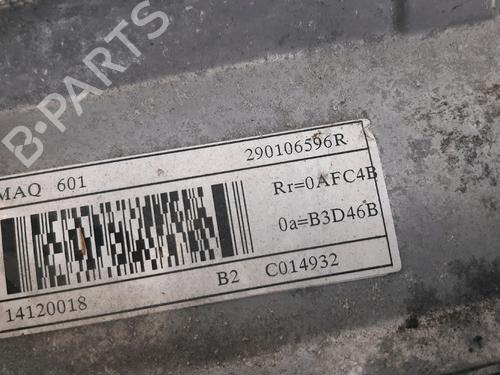 B-PARTS
MAQ 601 290106596R
Rr=0AFC4B
0a=B3D46B
14120018 B2 C014932